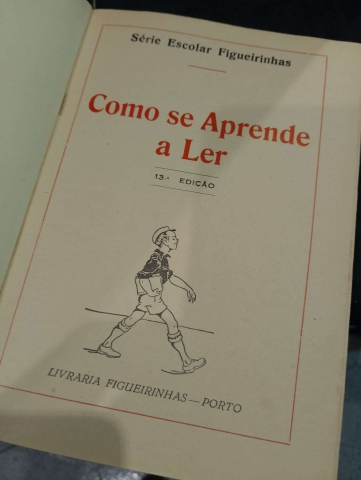 Série Escolar Figueirinhas
Como se Aprende
a Ler
13.ª EDIÇÃO
LIVRARIA FIGUEIRINHAS — PORTO